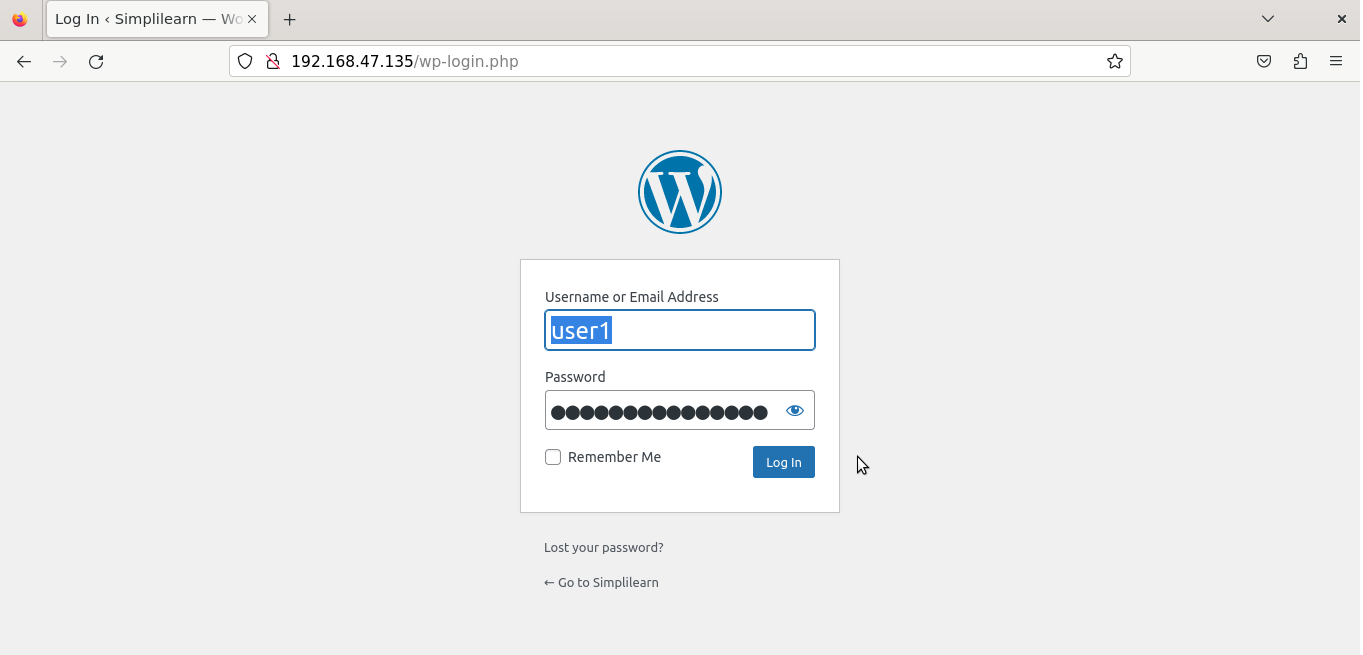 Log In ‹ Simplilearn — Wo
192.168.47.135/wp-login.php
Username or Email Address
user1
Password
Remember Me
Log In
Lost your password?
← Go to Simplilearn